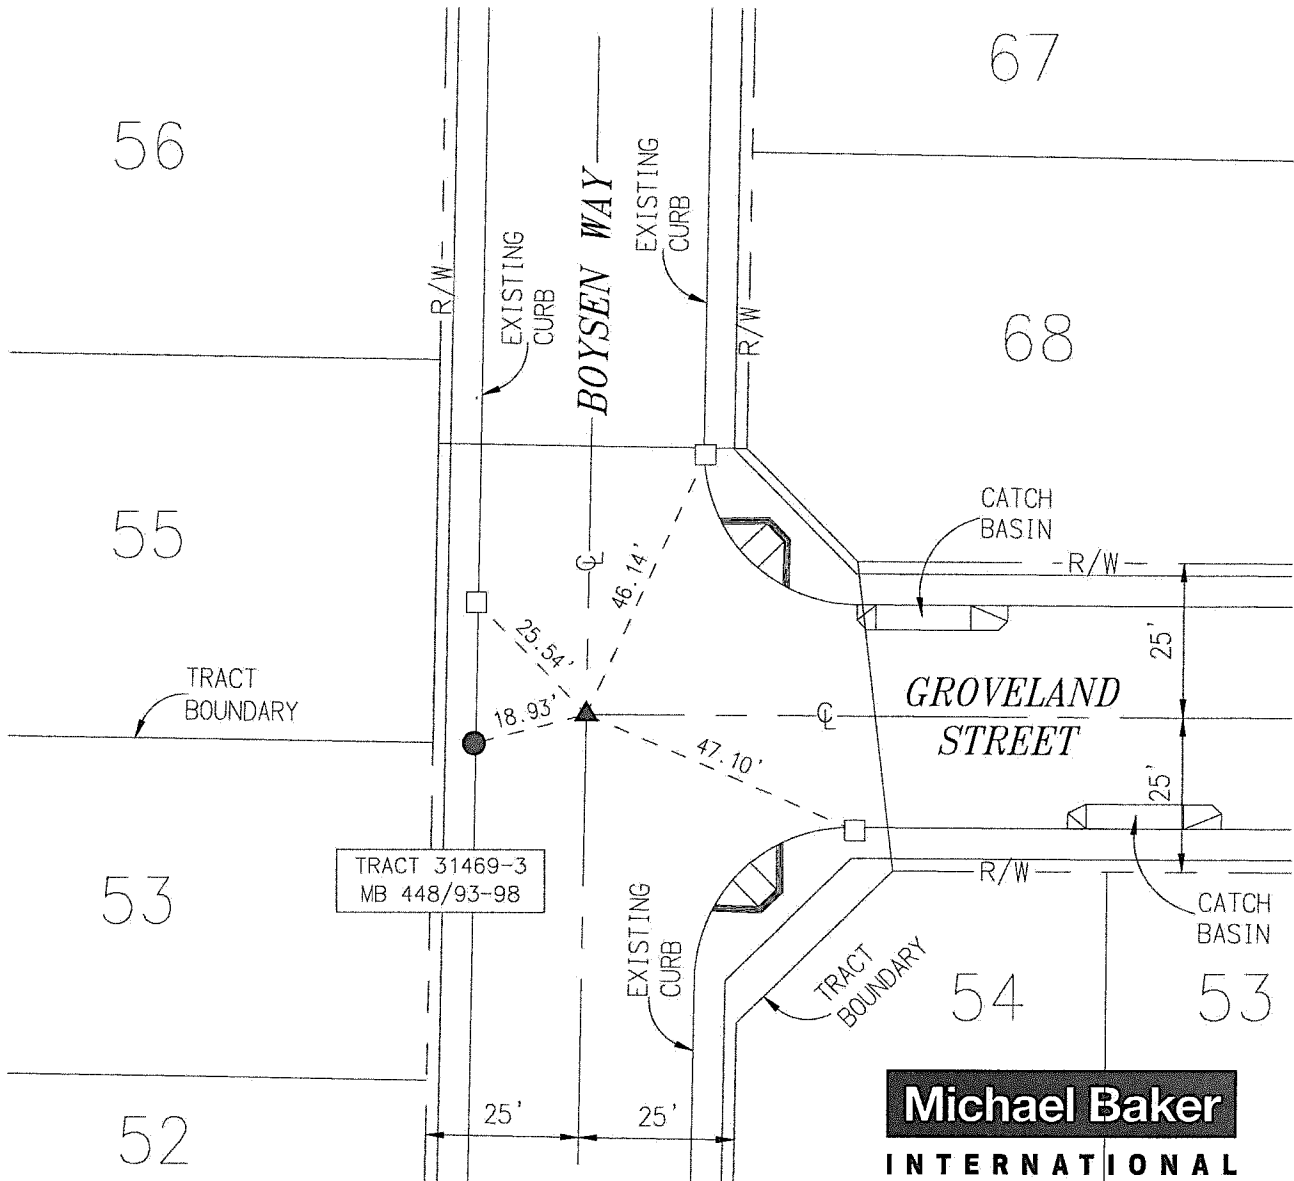 67
56
EXISTING
CURB
BOYSEN WAY
R/W
EXISTING
CURB
R/W
68
CATCH
BASIN
55
℄
46.14'
R/W
25.54'
25'
TRACT
BOUNDARY
18.93'
℄
GROVELAND
STREET
47.10'
25'
TRACT 31469-3
MB 448/93-98
53
R/W
CATCH
BASIN
EXISTING
CURB
TRACT
BOUNDARY
54
53
25'
25'
52
Michael Baker
INTERNATIONAL